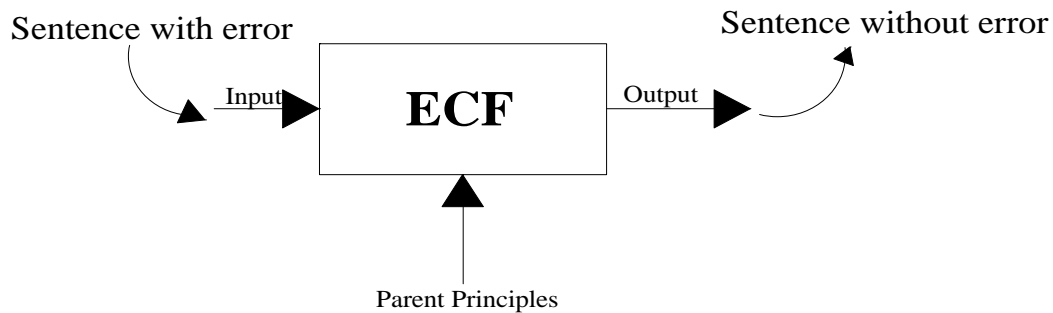 Sentence with error
Sentence without error
Input
ECF
Output
Parent Principles